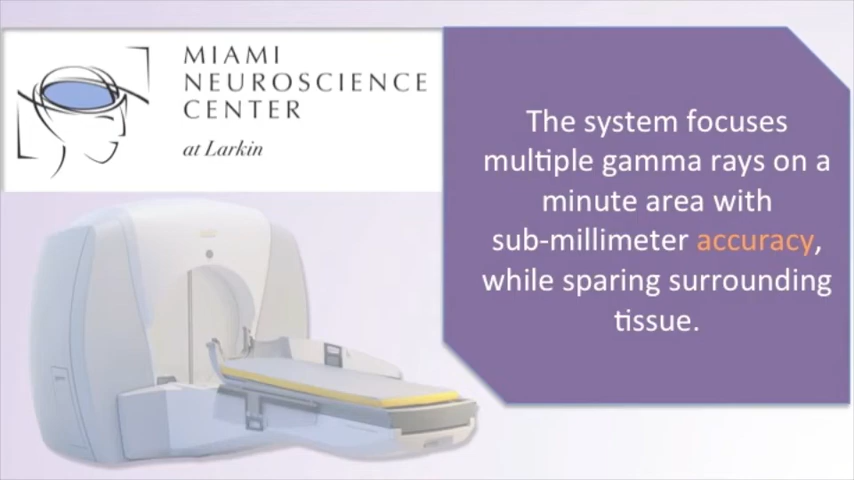 MIAMI
NEUROSCIENCE
CENTER
at Larkin
The system focuses
multiple gamma rays on a
minute area with
sub-millimeter accuracy,
while sparing surrounding
tissue.